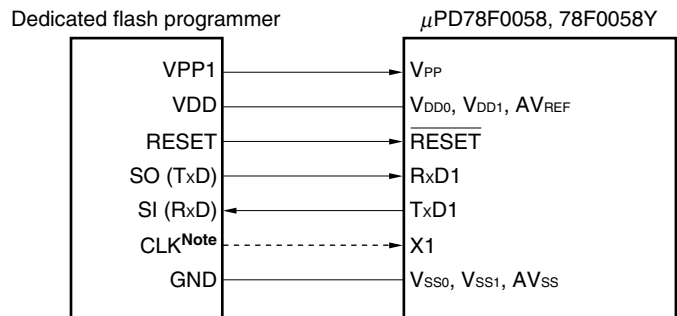 Dedicated flash programmer
μPD78F0058, 78F0058Y
VPP1
VPP
VDD
VDD0, VDD1, AVREF
RESET
RESET
SO (TxD)
RxD1
SI (RxD)
TxD1
CLKNote
X1
GND
VSS0, VSS1, AVSS